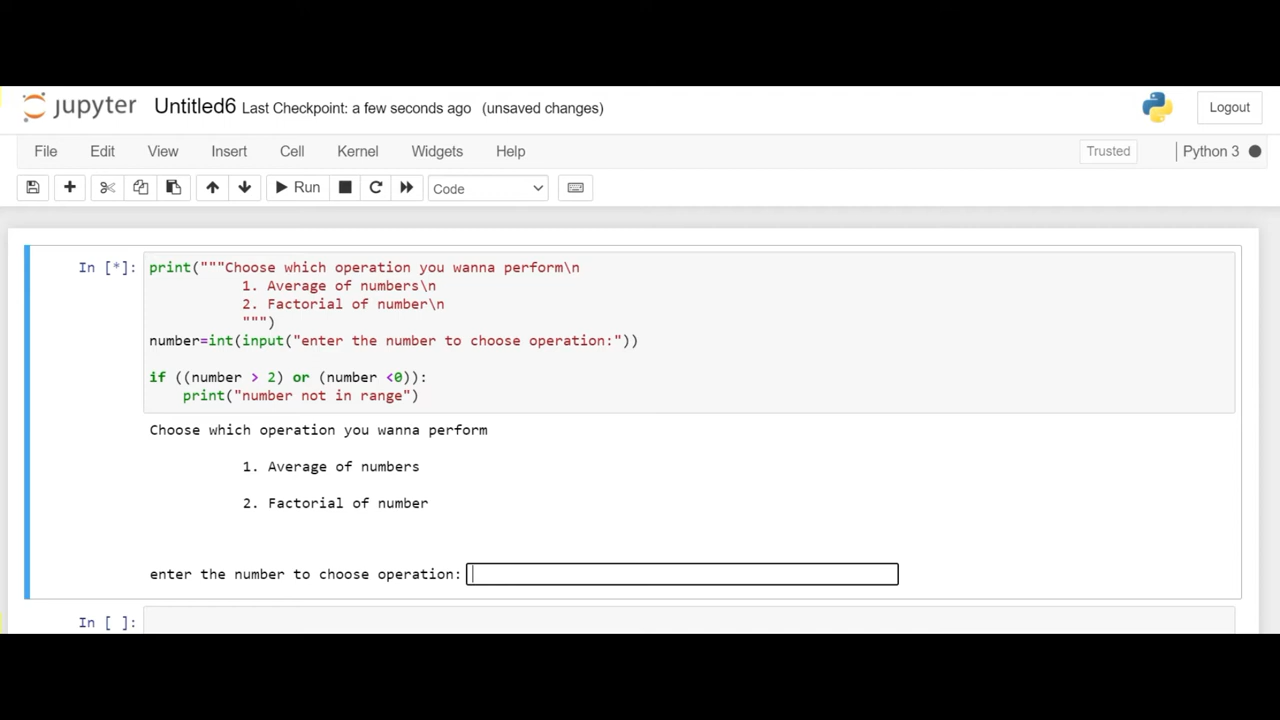 jupyter Untitled6 Last Checkpoint: a few seconds ago (unsaved changes) Logout
File Edit View Insert Cell Kernel Widgets Help Trusted Python 3
Run Code
In [*]: print("""Choose which operation you wanna perform\n
1. Average of numbers\n
2. Factorial of number\n
""")
number=int(input("enter the number to choose operation:"))
if ((number > 2) or (number <0)):
print("number not in range")
Choose which operation you wanna perform
1. Average of numbers
2. Factorial of number
enter the number to choose operation:
In [ ]: